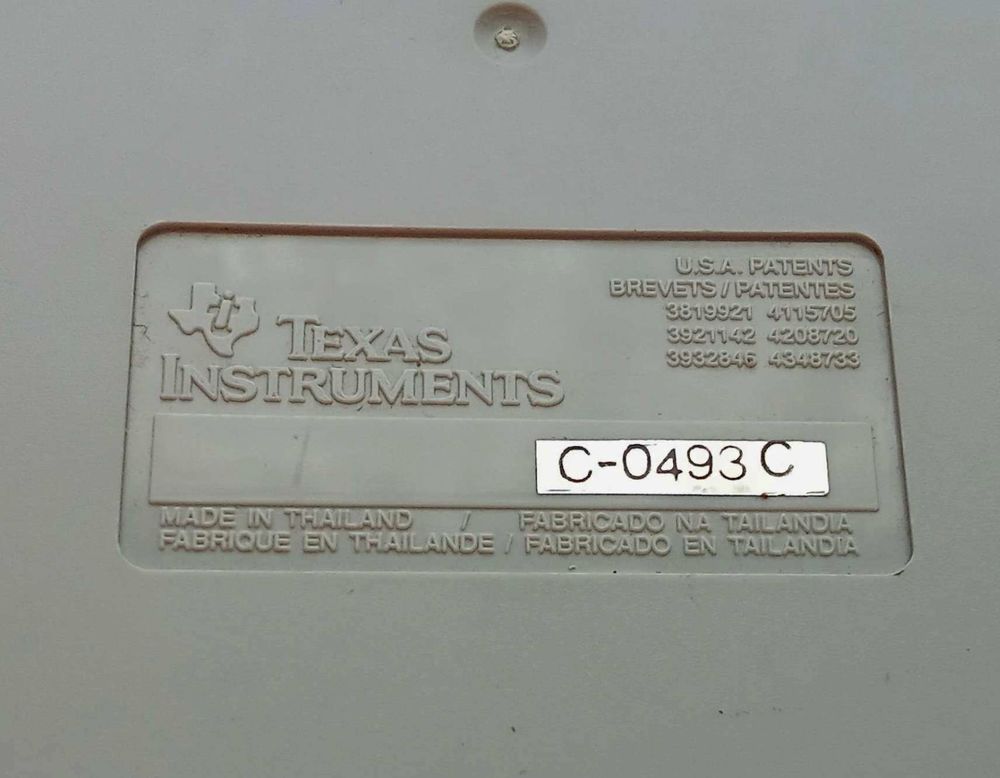 U.S.A. PATENTS
BREVETS / PATENTES
3819921 4115705
3921142 4208720
3932846 4348733
TEXAS
INSTRUMENTS
C-0493 C
MADE IN THAILAND / FABRICADO NA TAILANDIA
FABRIQUE EN THAILANDE / FABRICADO EN TAILANDIA